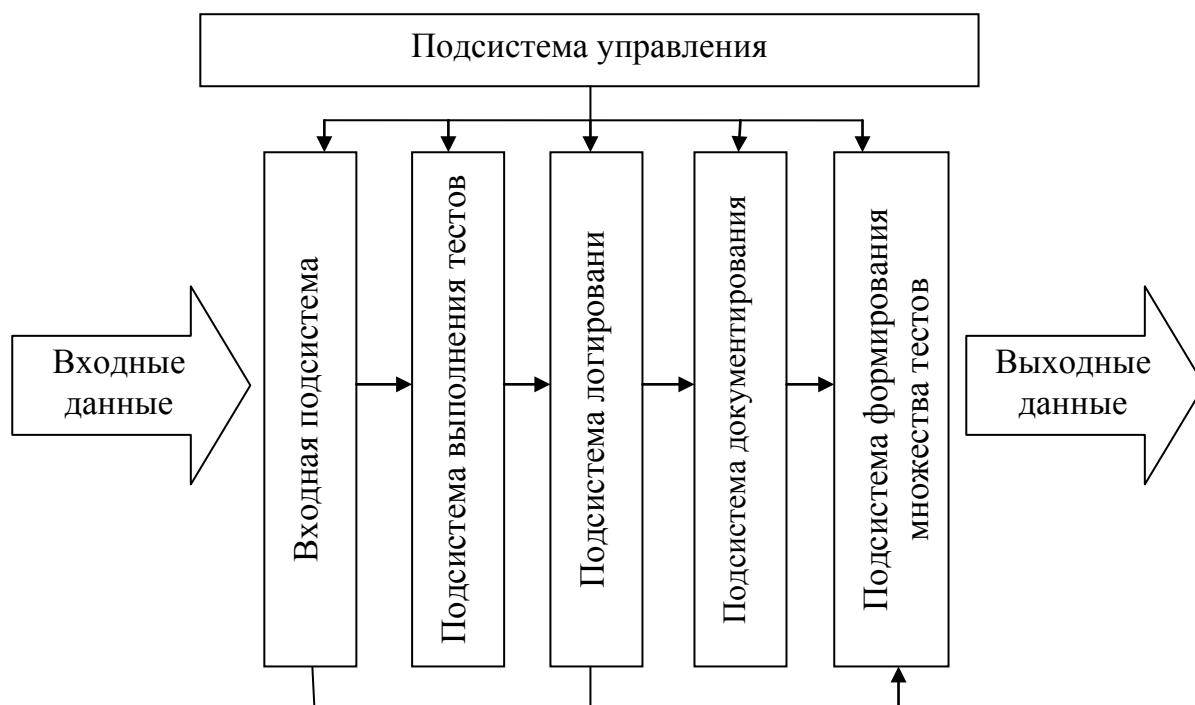 Подсистема управления
Входные
данные
Входная подсистема
Подсистема выполнения тестов
Подсистема логировани
Подсистема документирования
Подсистема формирования
множества тестов
Выходные
данные